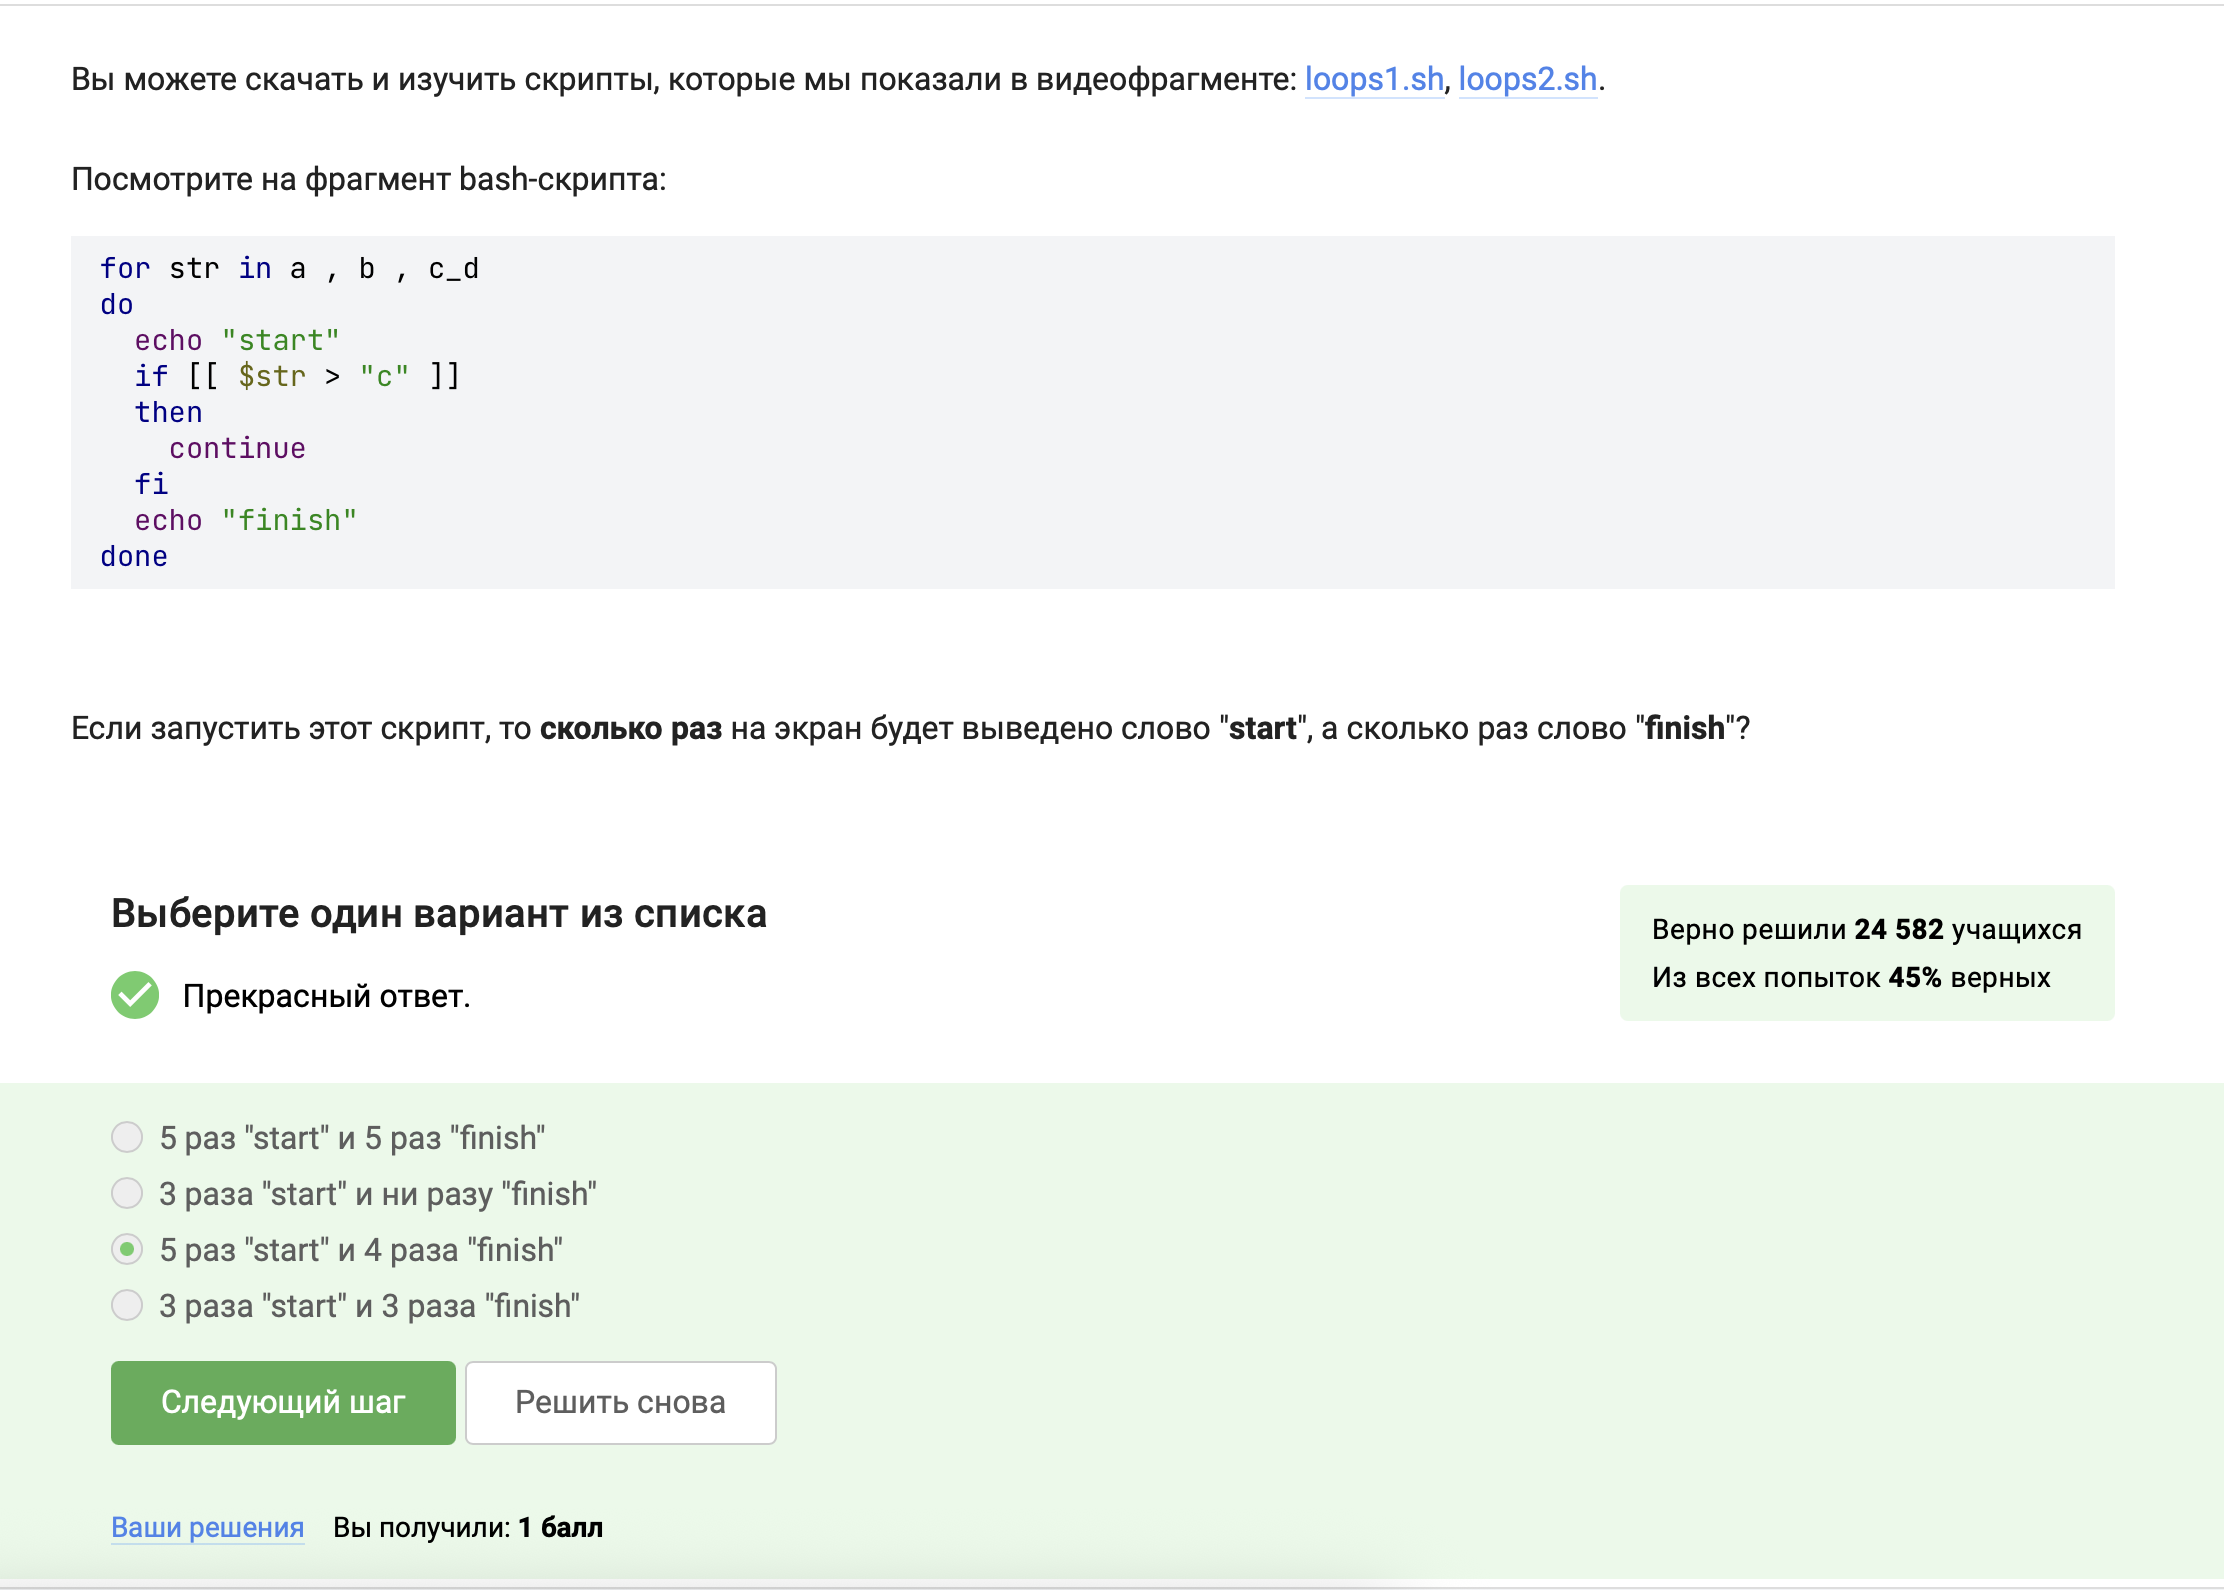 Вы можете скачать и изучить скрипты, которые мы показали в видеофрагменте: loops1.sh, loops2.sh.
Посмотрите на фрагмент bash-скрипта:
for str in a , b , c_d
do
  echo "start"
  if [[ $str > "c" ]]
  then
    continue
  fi
  echo "finish"
done
Если запустить этот скрипт, то сколько раз на экран будет выведено слово "start", а сколько раз слово "finish"?
Выберите один вариант из списка
Прекрасный ответ.
Верно решили 24 582 учащихся
Из всех попыток 45% верных
5 раз "start" и 5 раз "finish"
3 раза "start" и ни разу "finish"
5 раз "start" и 4 раза "finish"
3 раза "start" и 3 раза "finish"
Следующий шаг
Решить снова
Ваши решения Вы получили: 1 балл